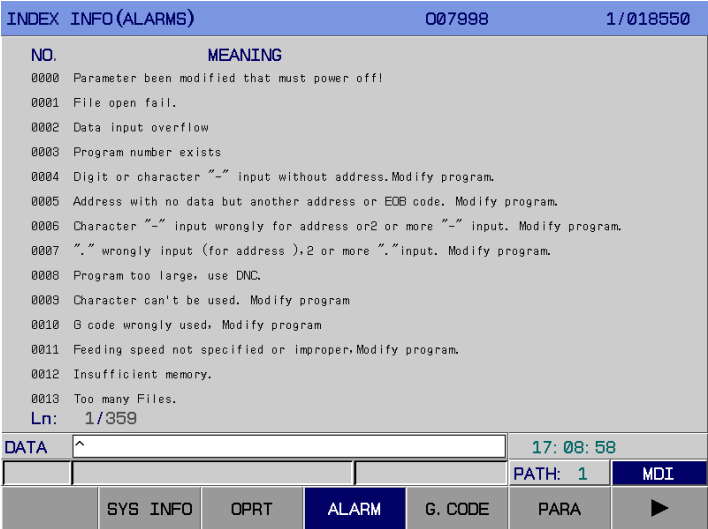 INDEX INFO(ALARMS) O07998 1/018550
NO. MEANING
0000 Parameter been modified that must power off!
0001 File open fail.
0002 Data input overflow
0003 Program number exists
0004 Digit or character "-" input without address.Modify program.
0005 Address with no data but another address or EOB code. Modify program.
0006 Character "-" input wrongly for address or2 or more "-" input. Modify program.
0007 "." wrongly input (for address ),2 or more "."input. Modify program.
0008 Program too large, use DNC.
0009 Character can't be used. Modify program
0010 G code wrongly used, Modify program
0011 Feeding speed not specified or improper,Modify program.
0012 Insufficient memory.
0013 Too many Files.
Ln: 1/359
DATA ^ 17:08:58
PATH: 1 MDI
SYS INFO OPRT ALARM G. CODE PARA ▶